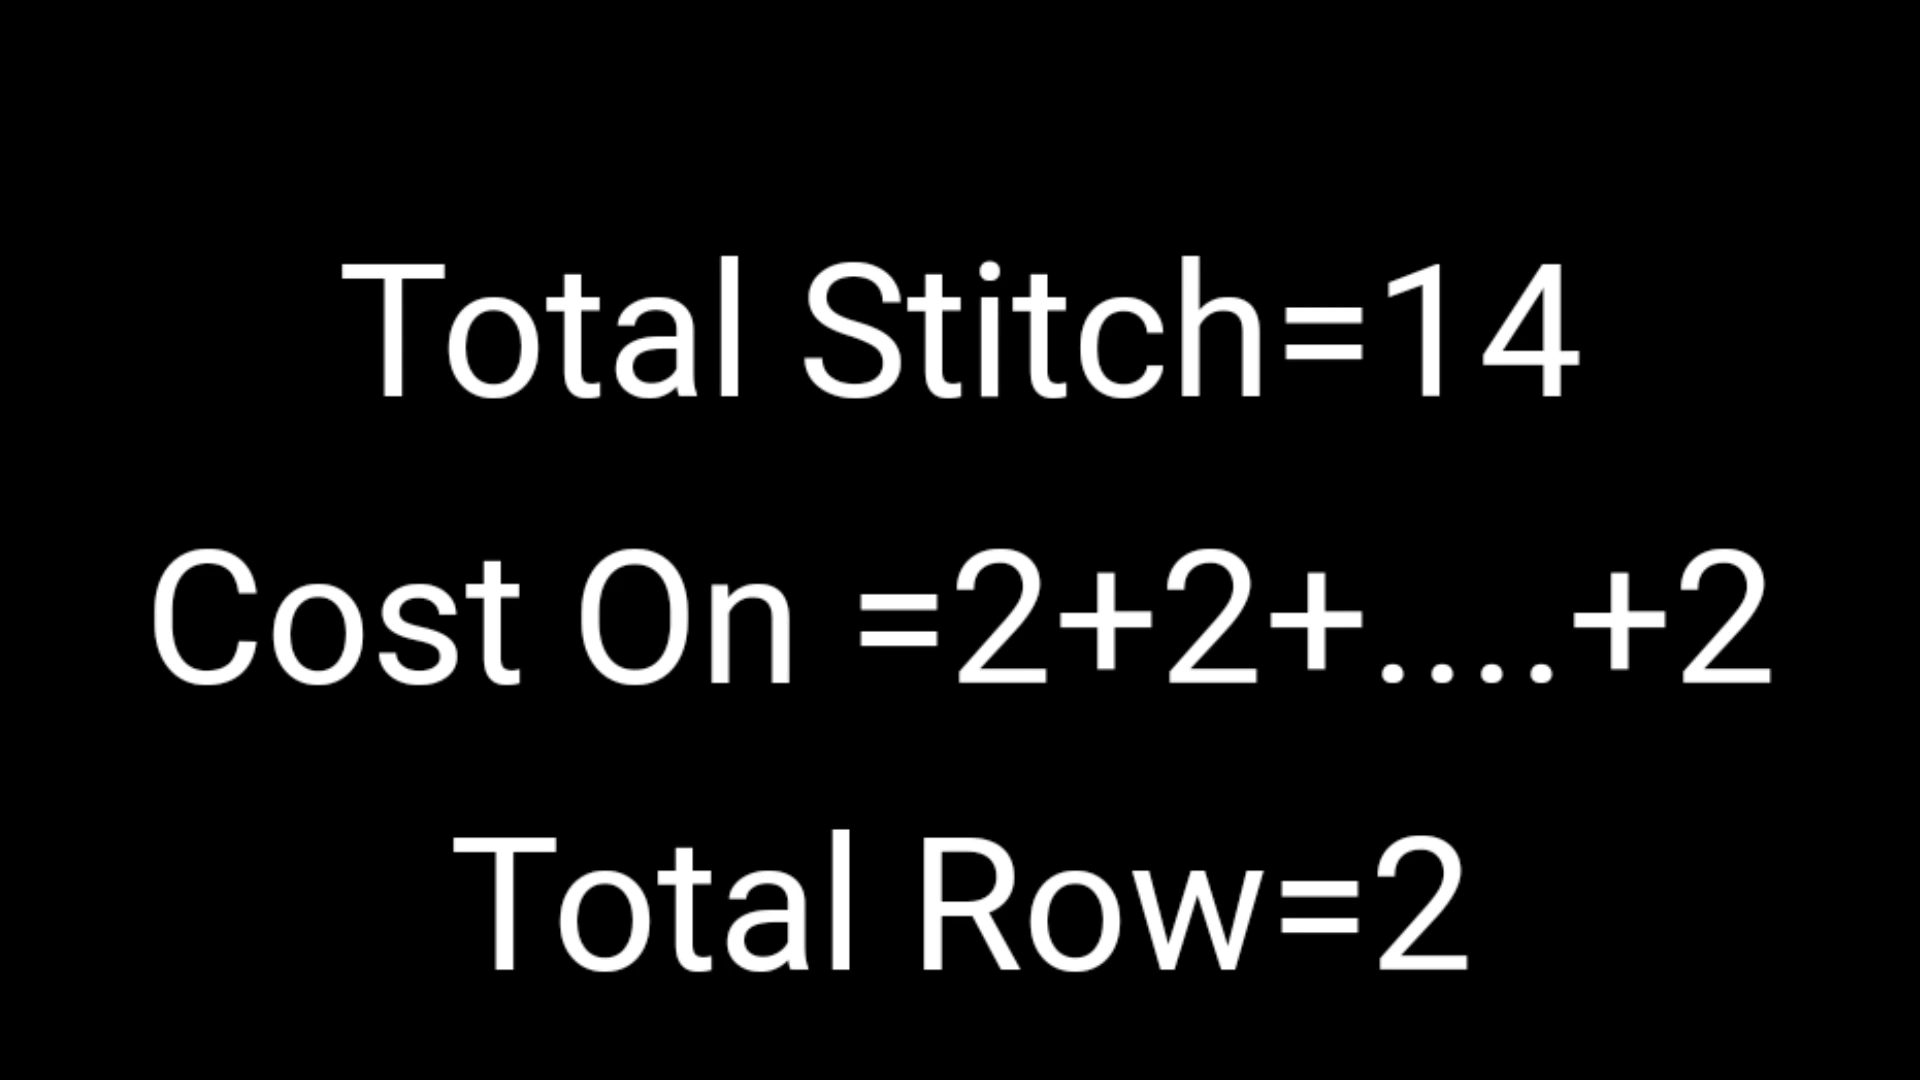 Total Stitch=14
Cost On =2+2+....+2
Total Row=2